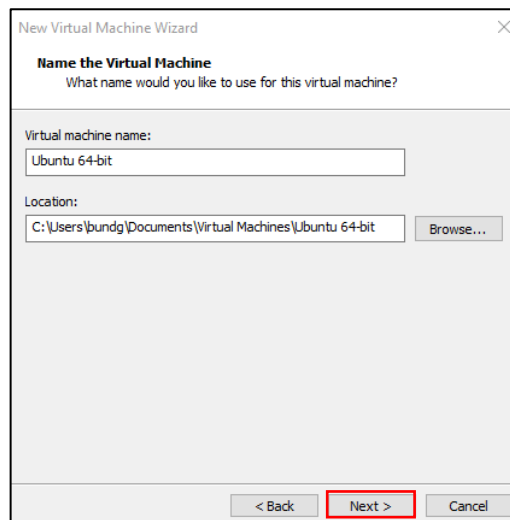 New Virtual Machine Wizard
Name the Virtual Machine
What name would you like to use for this virtual machine?
Virtual machine name:
Ubuntu 64-bit
Location:
C:\Users\bundg\Documents\Virtual Machines\Ubuntu 64-bit
Browse...
< Back Next > Cancel